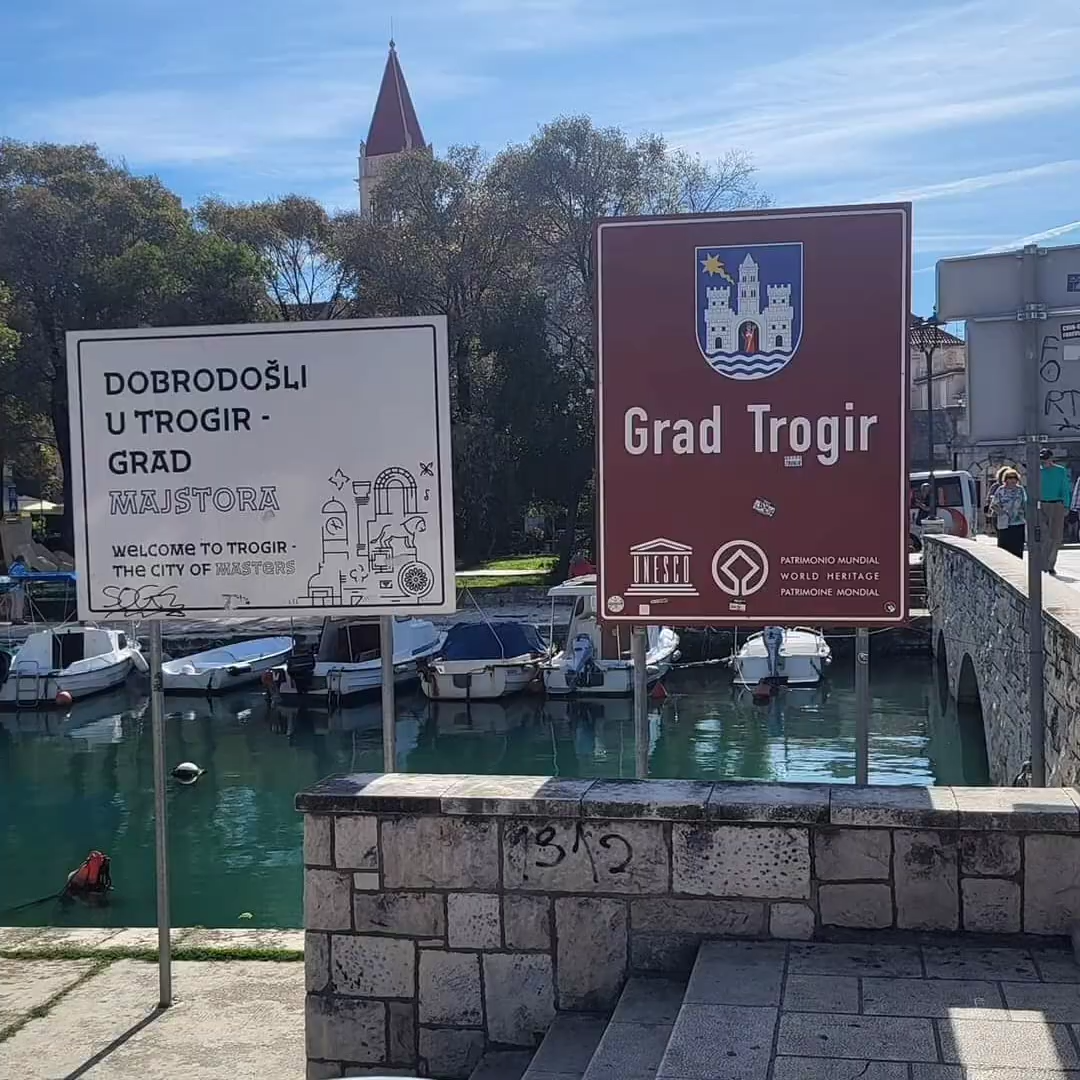 DOBRODOŠLI
U TROGIR -
GRAD
MAJSTORA
WELCOME TO TROGIR -
THE CITY OF MASTERS
Grad Trogir
UNESCO
PATRIMONIO MUNDIAL
WORLD HERITAGE
PATRIMOINE MONDIAL
1912